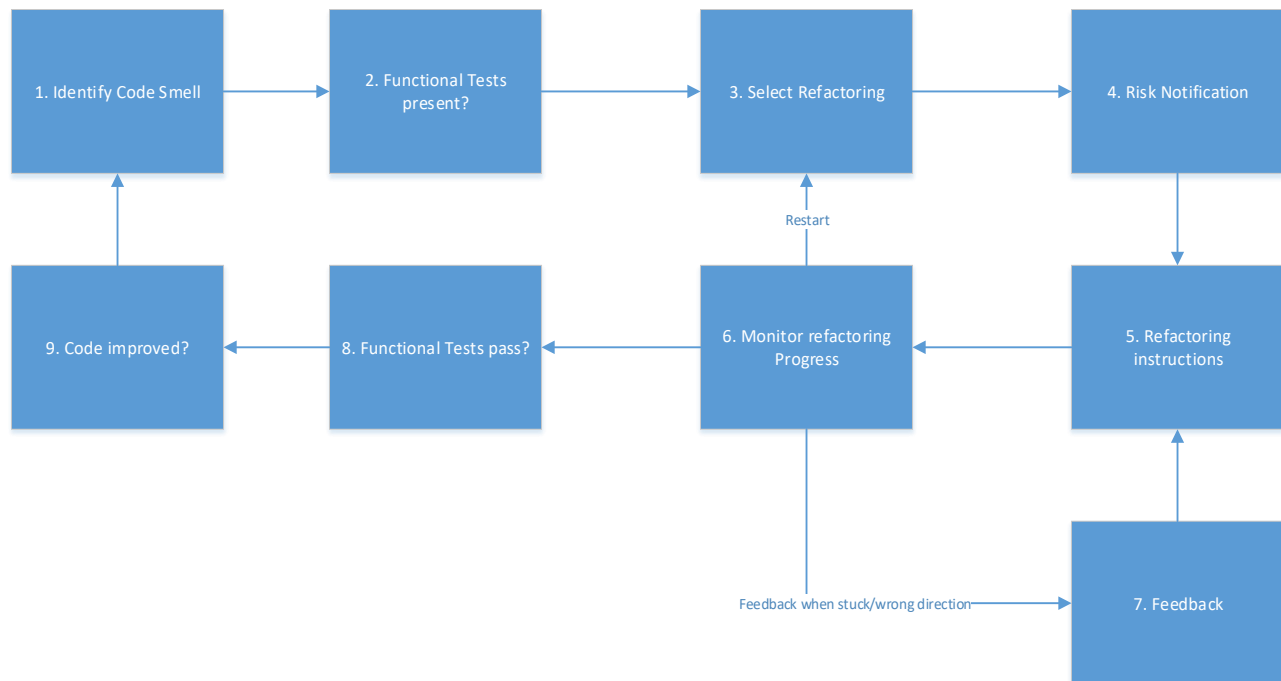 1. Identify Code Smell
2. Functional Tests
present?
3. Select Refactoring
4. Risk Notification
Restart
9. Code improved?
8. Functional Tests pass?
6. Monitor refactoring
Progress
5. Refactoring
instructions
Feedback when stuck/wrong direction
7. Feedback